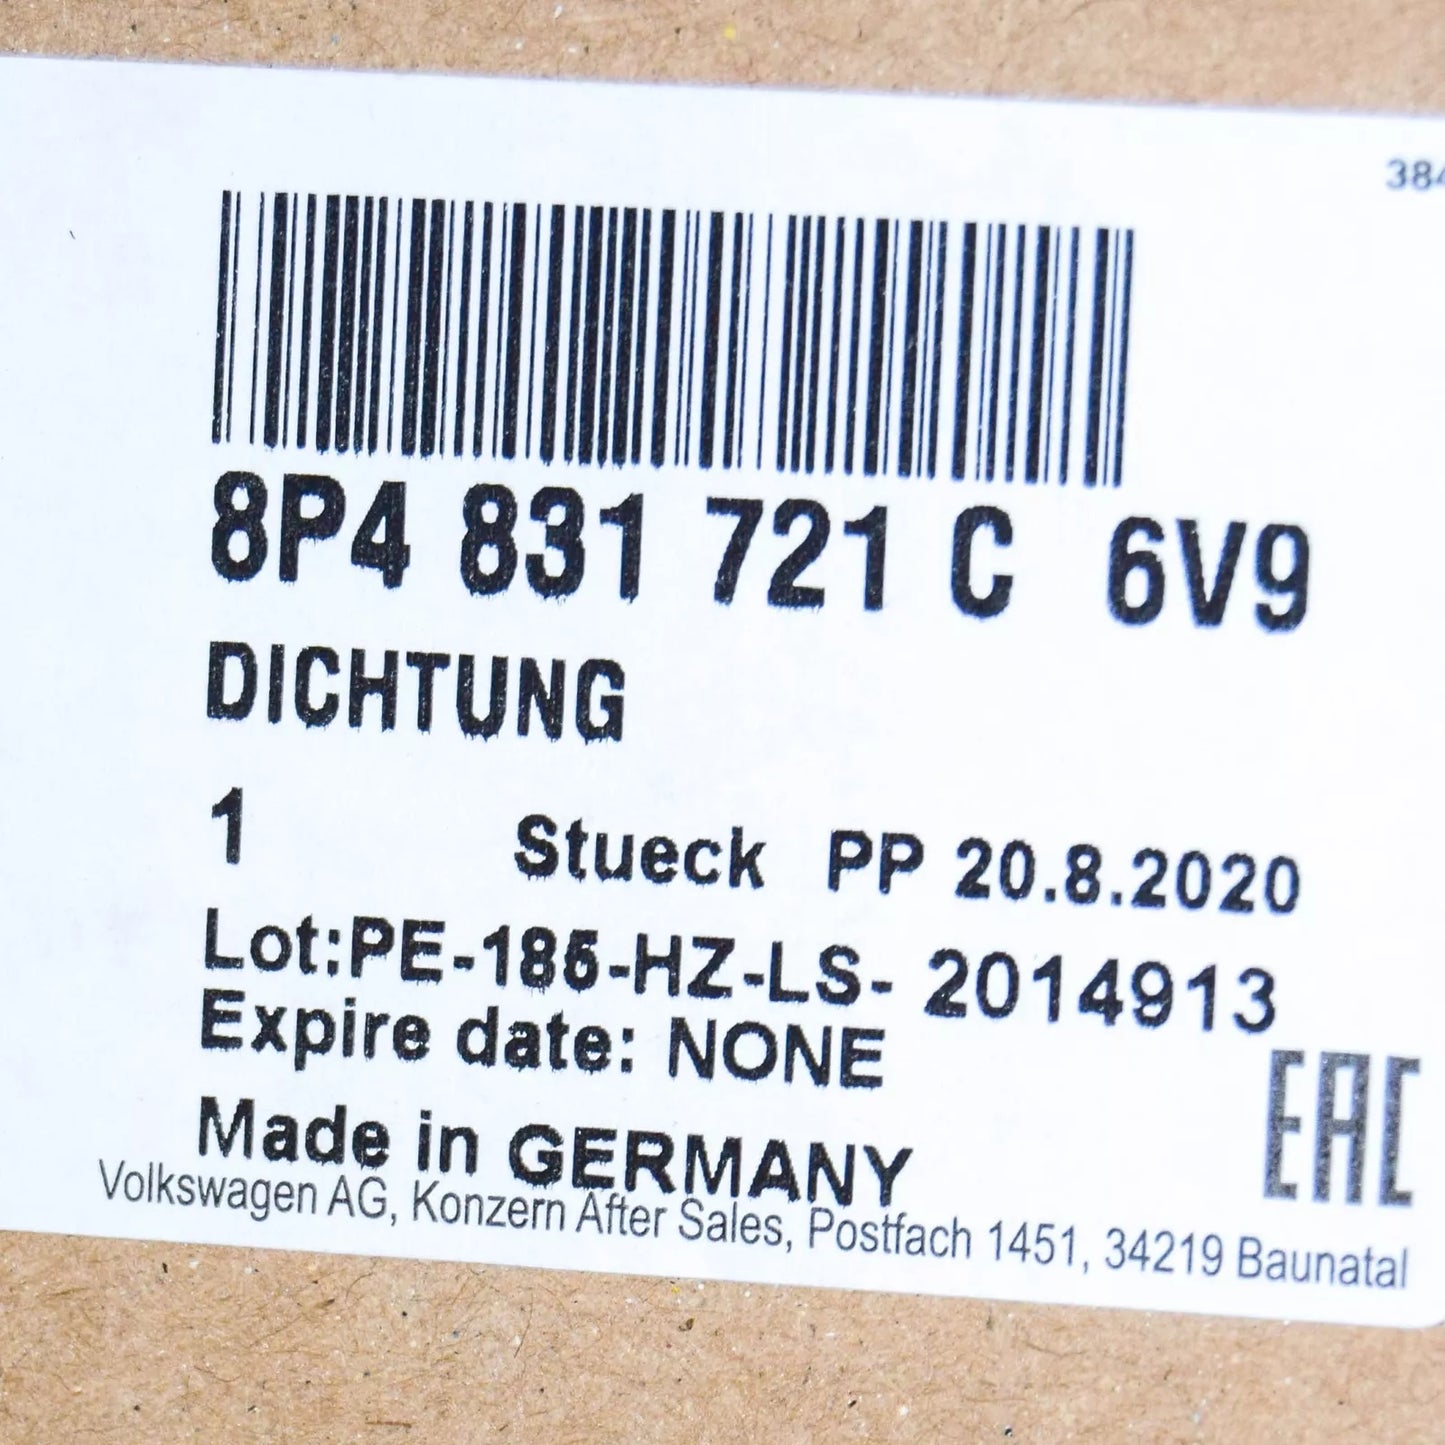 384
8P4 831 721 C 6V9
DICHTUNG
1 Stueck PP 20.8.2020
Lot:PE-185-HZ-LS- 2014913
Expire date: NONE
EAC
Made in GERMANY
Volkswagen AG, Konzern After Sales, Postfach 1451, 34219 Baunatal